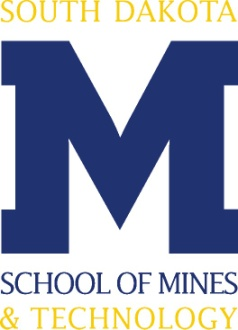 SOUTH DAKOTA
M
SCHOOL OF MINES
& TECHNOLOGY